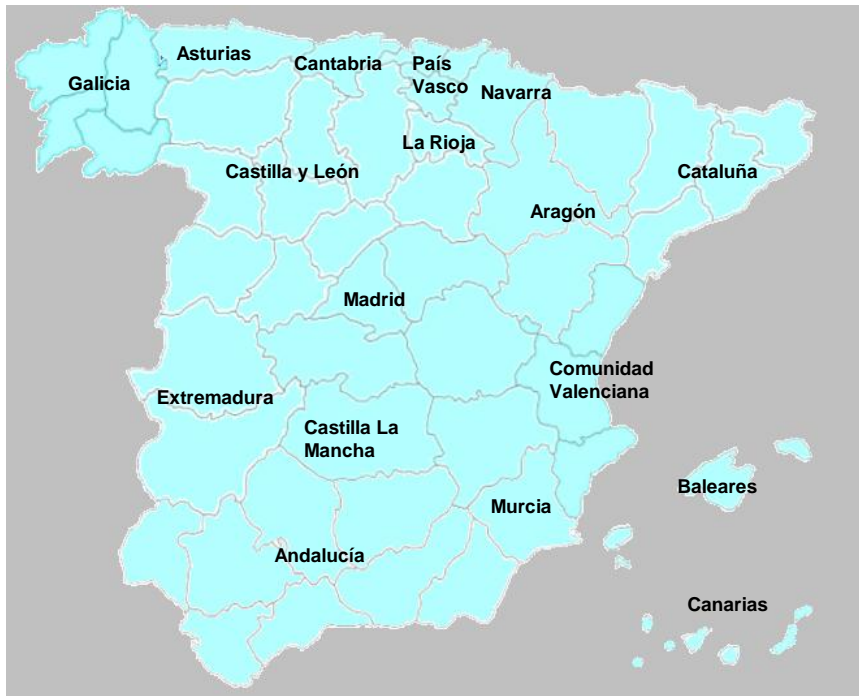 Asturias
Cantabria
País
Vasco
Galicia
Navarra
La Rioja
Castilla y León
Cataluña
Aragón
Madrid
Comunidad
Valenciana
Extremadura
Castilla La
Mancha
Baleares
Murcia
Andalucía
Canarias